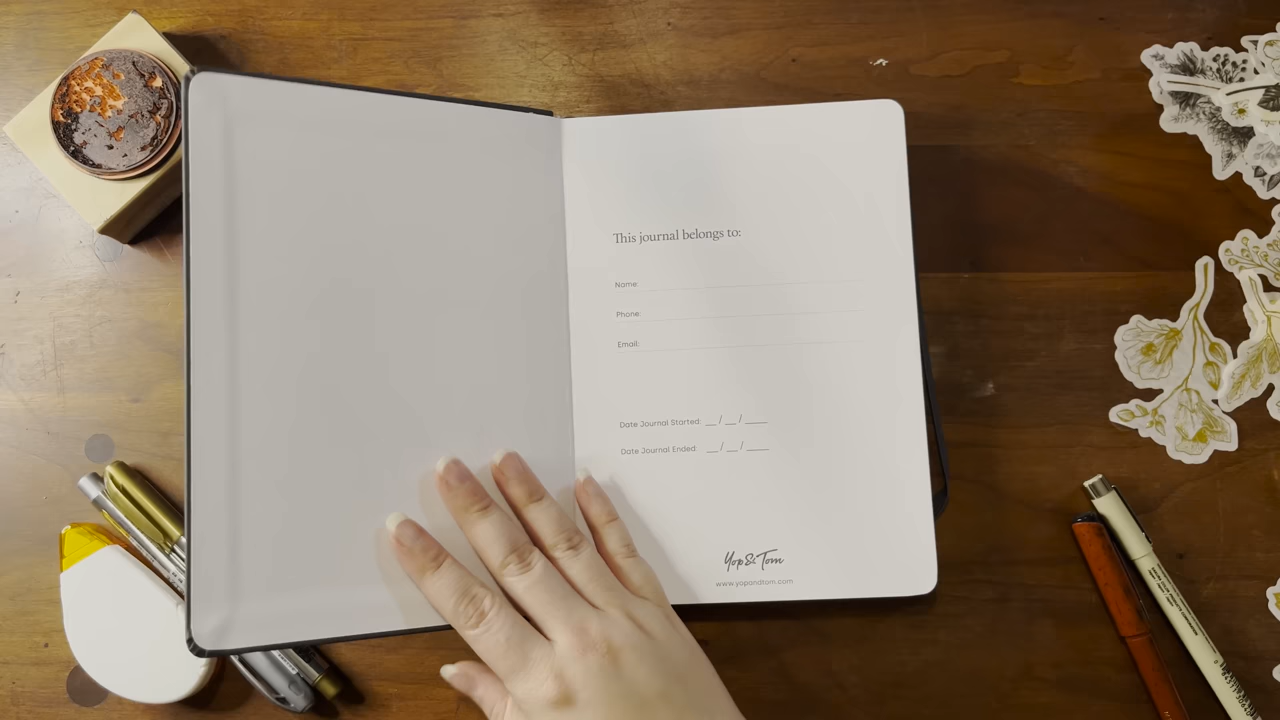 This journal belongs to:
Name:
Phone:
Email:
Date Journal Started: __ / __ / ____
Date Journal Ended: __ / __ / ____
Yop & Tom
www.yopandtom.com